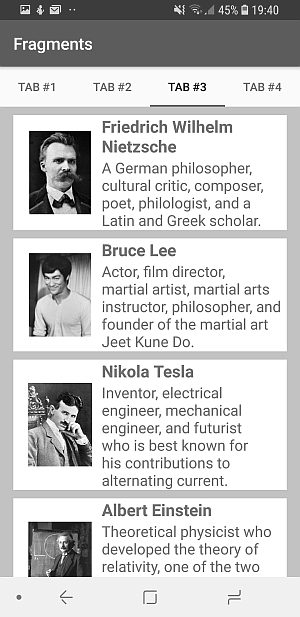 45% 19:40
Fragments
TAB #1 TAB #2 TAB #3 TAB #4
Friedrich Wilhelm
Nietzsche
A German philosopher,
cultural critic, composer,
poet, philologist, and a
Latin and Greek scholar.
Bruce Lee
Actor, film director,
martial artist, martial arts
instructor, philosopher, and
founder of the martial art
Jeet Kune Do.
Nikola Tesla
Inventor, electrical
engineer, mechanical
engineer, and futurist
who is best known for
his contributions to
alternating current.
Albert Einstein
Theoretical physicist who
developed the theory of
relativity, one of the two